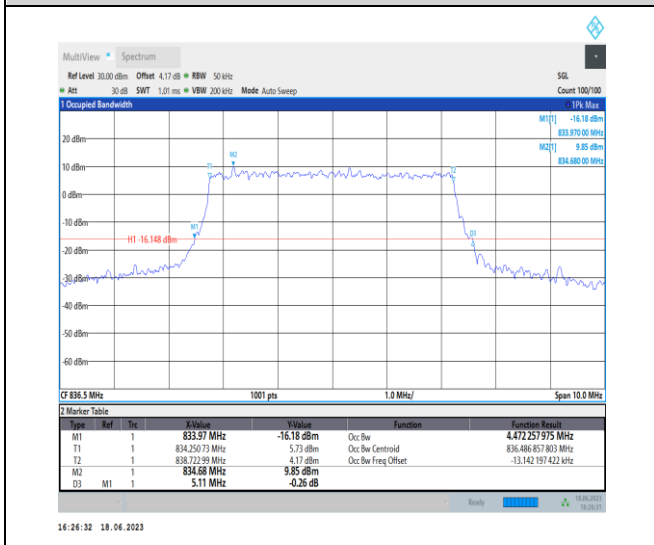 MultiView Spectrum
Ref Level 30.00 dBm Offset 4.17 dB RBW 50 kHz SGL
Att 30 dB SWT 1.01 ms VBW 200 kHz Mode Auto Sweep Count 100/100
1 Occupied Bandwidth 1Pk Max
M1[1] -16.18 dBm
833.970 00 MHz
M2[1] 9.85 dBm
834.680 00 MHz
20 dBm
M2
T1
T2
10 dBm
0 dBm
-10 dBm
M1
D3
H1 -16.148 dBm
-20 dBm
-30 dBm
-40 dBm
-50 dBm
-60 dBm
CF 836.5 MHz 1001 pts 1.0 MHz/ Span 10.0 MHz
2 Marker Table
Type Ref Trc X-Value Y-Value Function Function Result
M1 1 833.97 MHz -16.18 dBm Occ Bw 4.472 257 975 MHz
T1 1 834.250 73 MHz 5.73 dBm Occ Bw Centroid 836.486 857 803 MHz
T2 1 838.722 99 MHz 4.17 dBm Occ Bw Freq Offset -13.142 197 422 kHz
M2 1 834.68 MHz 9.85 dBm
D3 M1 1 5.11 MHz -0.26 dB
Ready 18.06.2023
16:26:31
16:26:32 18.06.2023